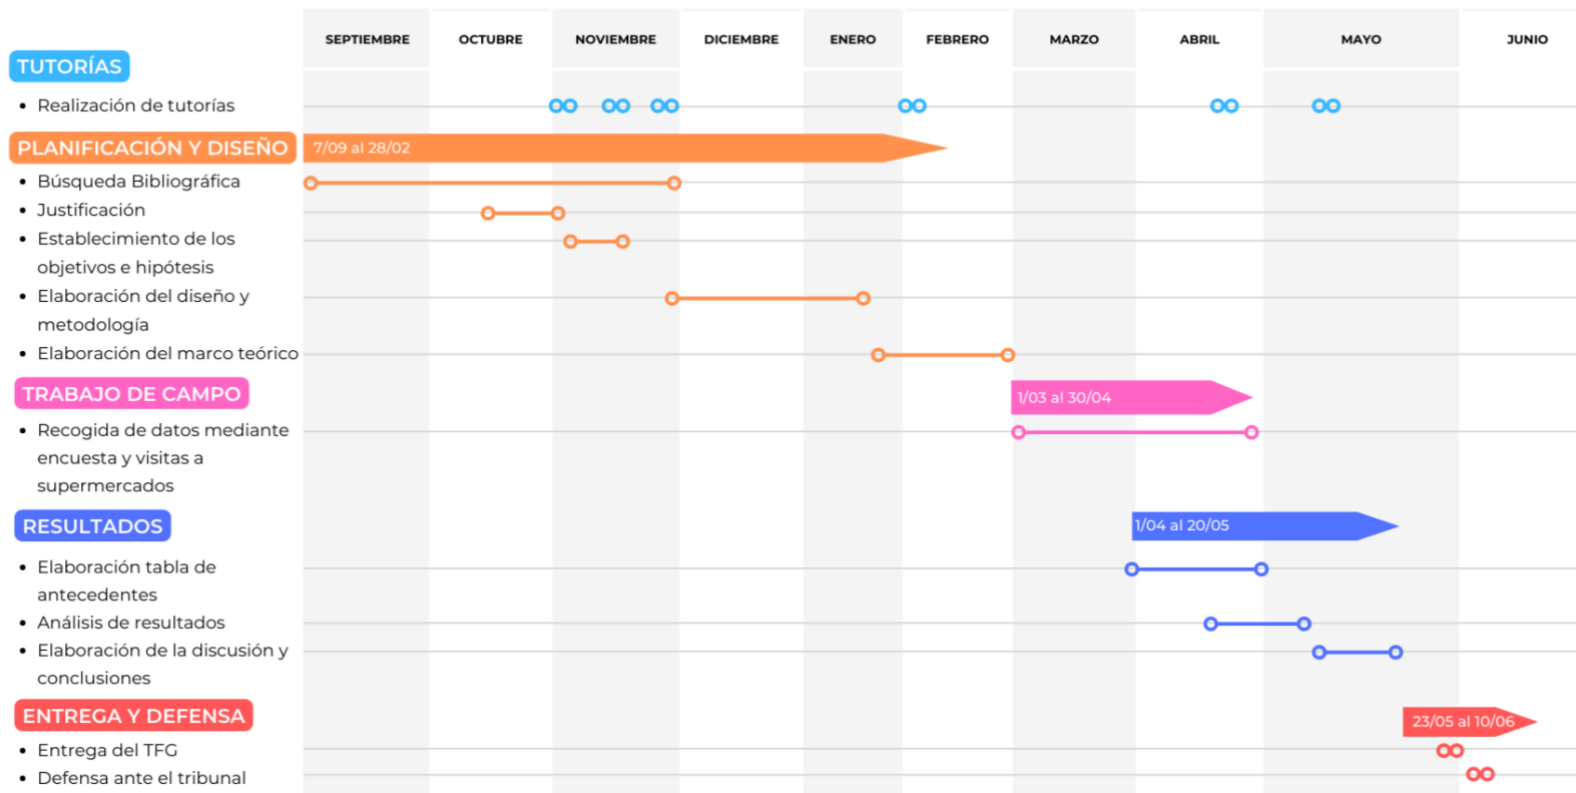 SEPTIEMBRE OCTUBRE NOVIEMBRE DICIEMBRE ENERO FEBRERO MARZO ABRIL MAYO JUNIO
TUTORÍAS
• Realización de tutorías
PLANIFICACIÓN Y DISEÑO
7/09 al 28/02
• Búsqueda Bibliográfica
• Justificación
• Establecimiento de los
objetivos e hipótesis
• Elaboración del diseño y
metodología
• Elaboración del marco teórico
TRABAJO DE CAMPO
1/03 al 30/04
• Recogida de datos mediante
encuesta y visitas a
supermercados
RESULTADOS
1/04 al 20/05
• Elaboración tabla de
antecedentes
• Análisis de resultados
• Elaboración de la discusión y
conclusiones
ENTREGA Y DEFENSA
23/05 al 10/06
• Entrega del TFG
• Defensa ante el tribunal